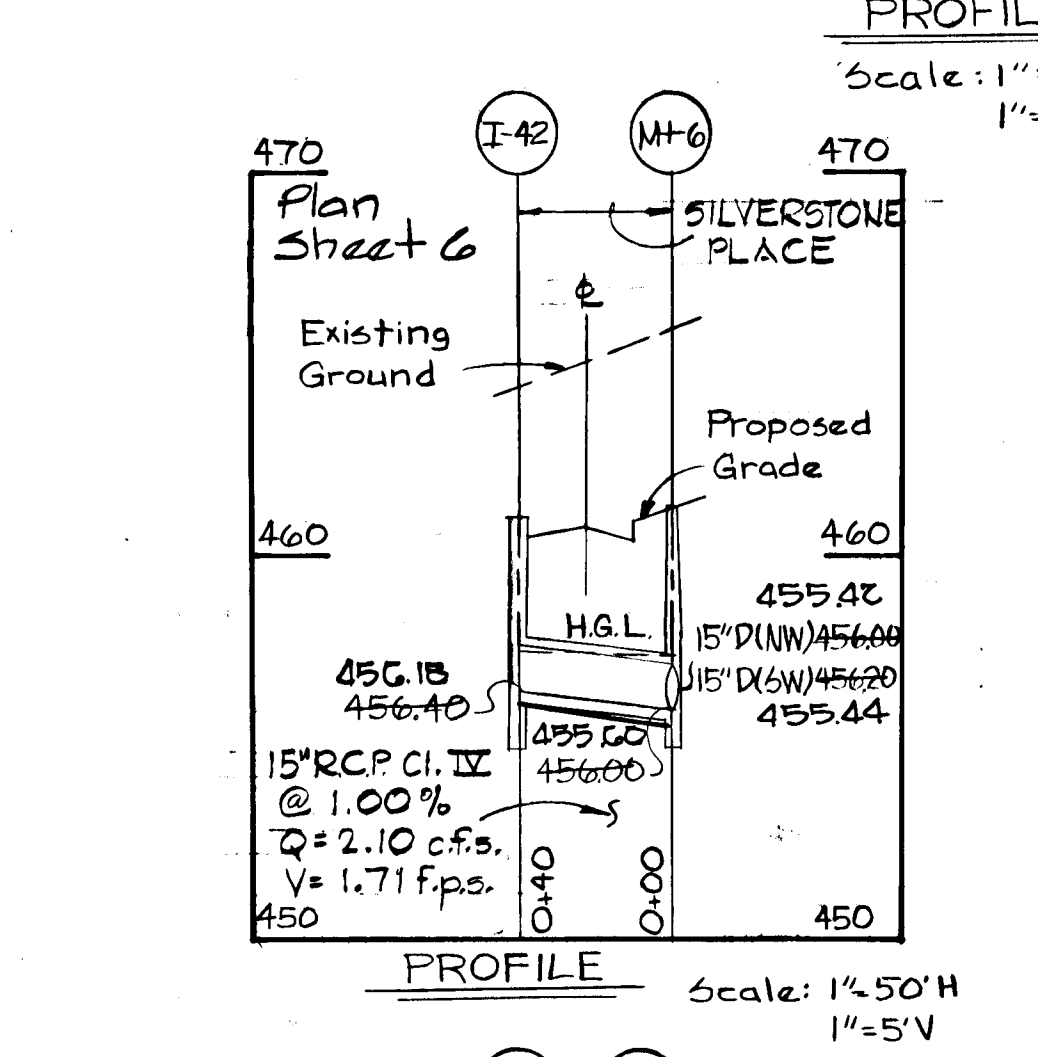 PROFIL
Scale: 1"=
1"=
I-42
MH-6
470
470
Plan
Sheet 6
SILVERSTONE
PLACE
℄
Existing
Ground
Proposed
Grade
460
460
H.G.L.
455.42
15"D(NW) 456.00
15"D(SW) 456.20
455.44
456.18
456.40
455.60
456.00
15" R.C.P. Cl. IV
@ 1.00%
Q = 2.10 c.f.s.
V = 1.71 f.p.s.
0+40
0+00
450
450
PROFILE
Scale: 1"=50' H
1"=5' V